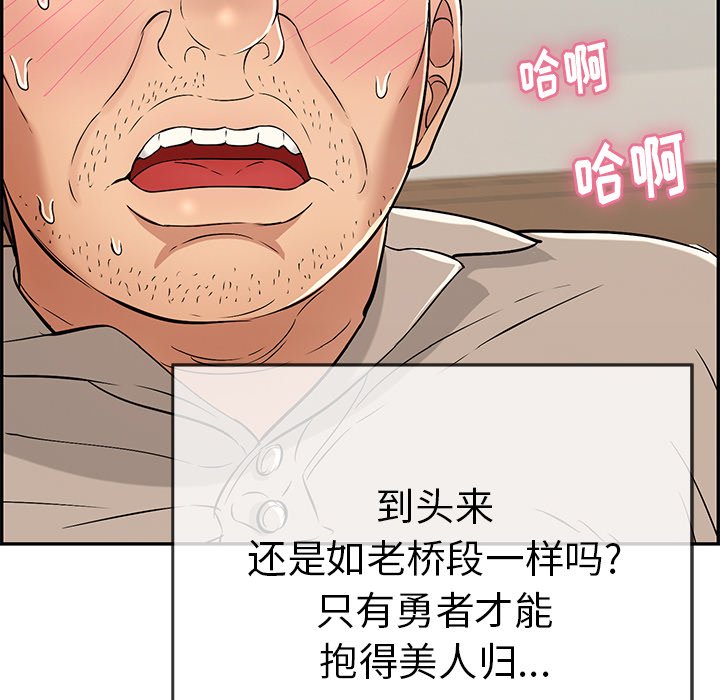 哈啊
哈啊
到头来
还是如老桥段一样吗?
只有勇者才能
抱得美人归...